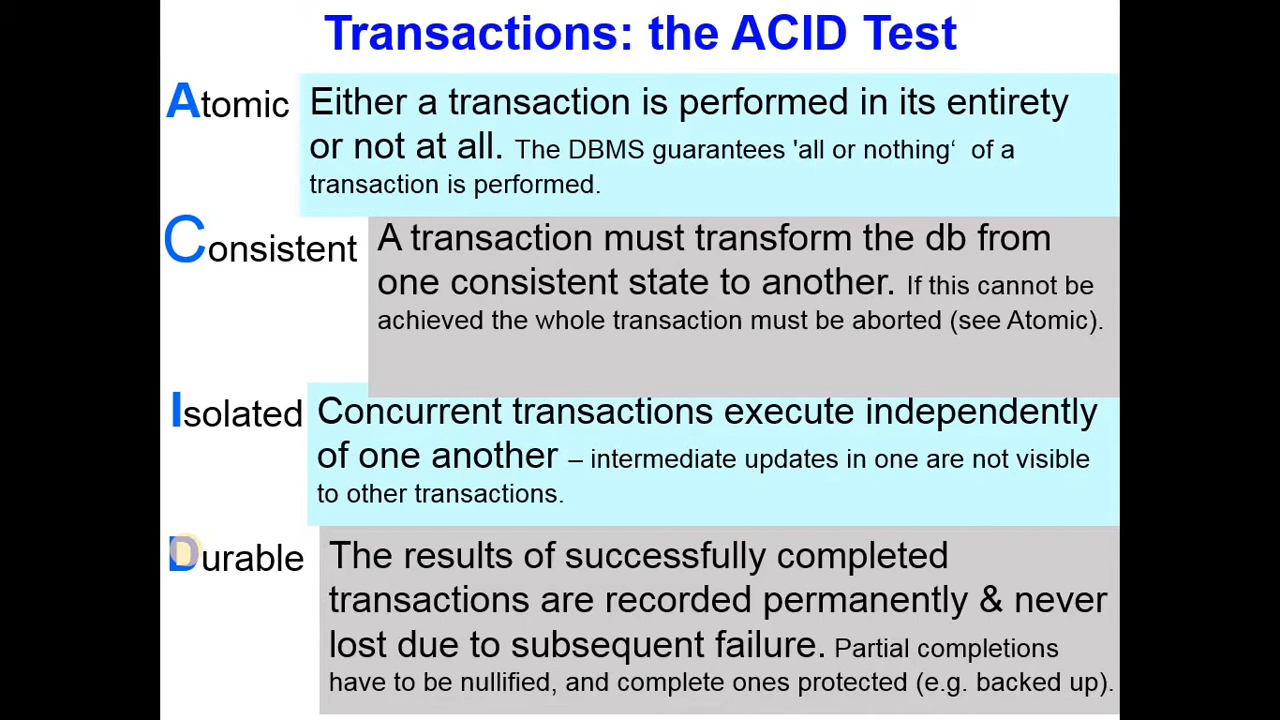 Transactions: the ACID Test
Atomic
Either a transaction is performed in its entirety
or not at all. The DBMS guarantees 'all or nothing‘ of a
transaction is performed.
Consistent
A transaction must transform the db from
one consistent state to another. If this cannot be
achieved the whole transaction must be aborted (see Atomic).
Isolated
Concurrent transactions execute independently
of one another – intermediate updates in one are not visible
to other transactions.
Durable
The results of successfully completed
transactions are recorded permanently & never
lost due to subsequent failure. Partial completions
have to be nullified, and complete ones protected (e.g. backed up).